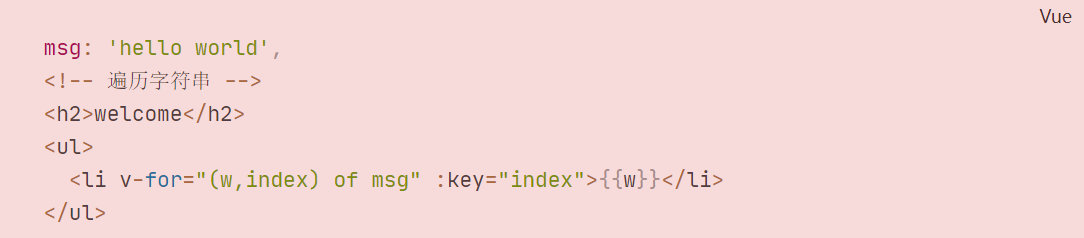 Vue
msg: 'hello world',
<!-- 遍历字符串 -->
<h2>welcome</h2>
<ul>
  <li v-for="(w,index) of msg" :key="index">{{w}}</li>
</ul>